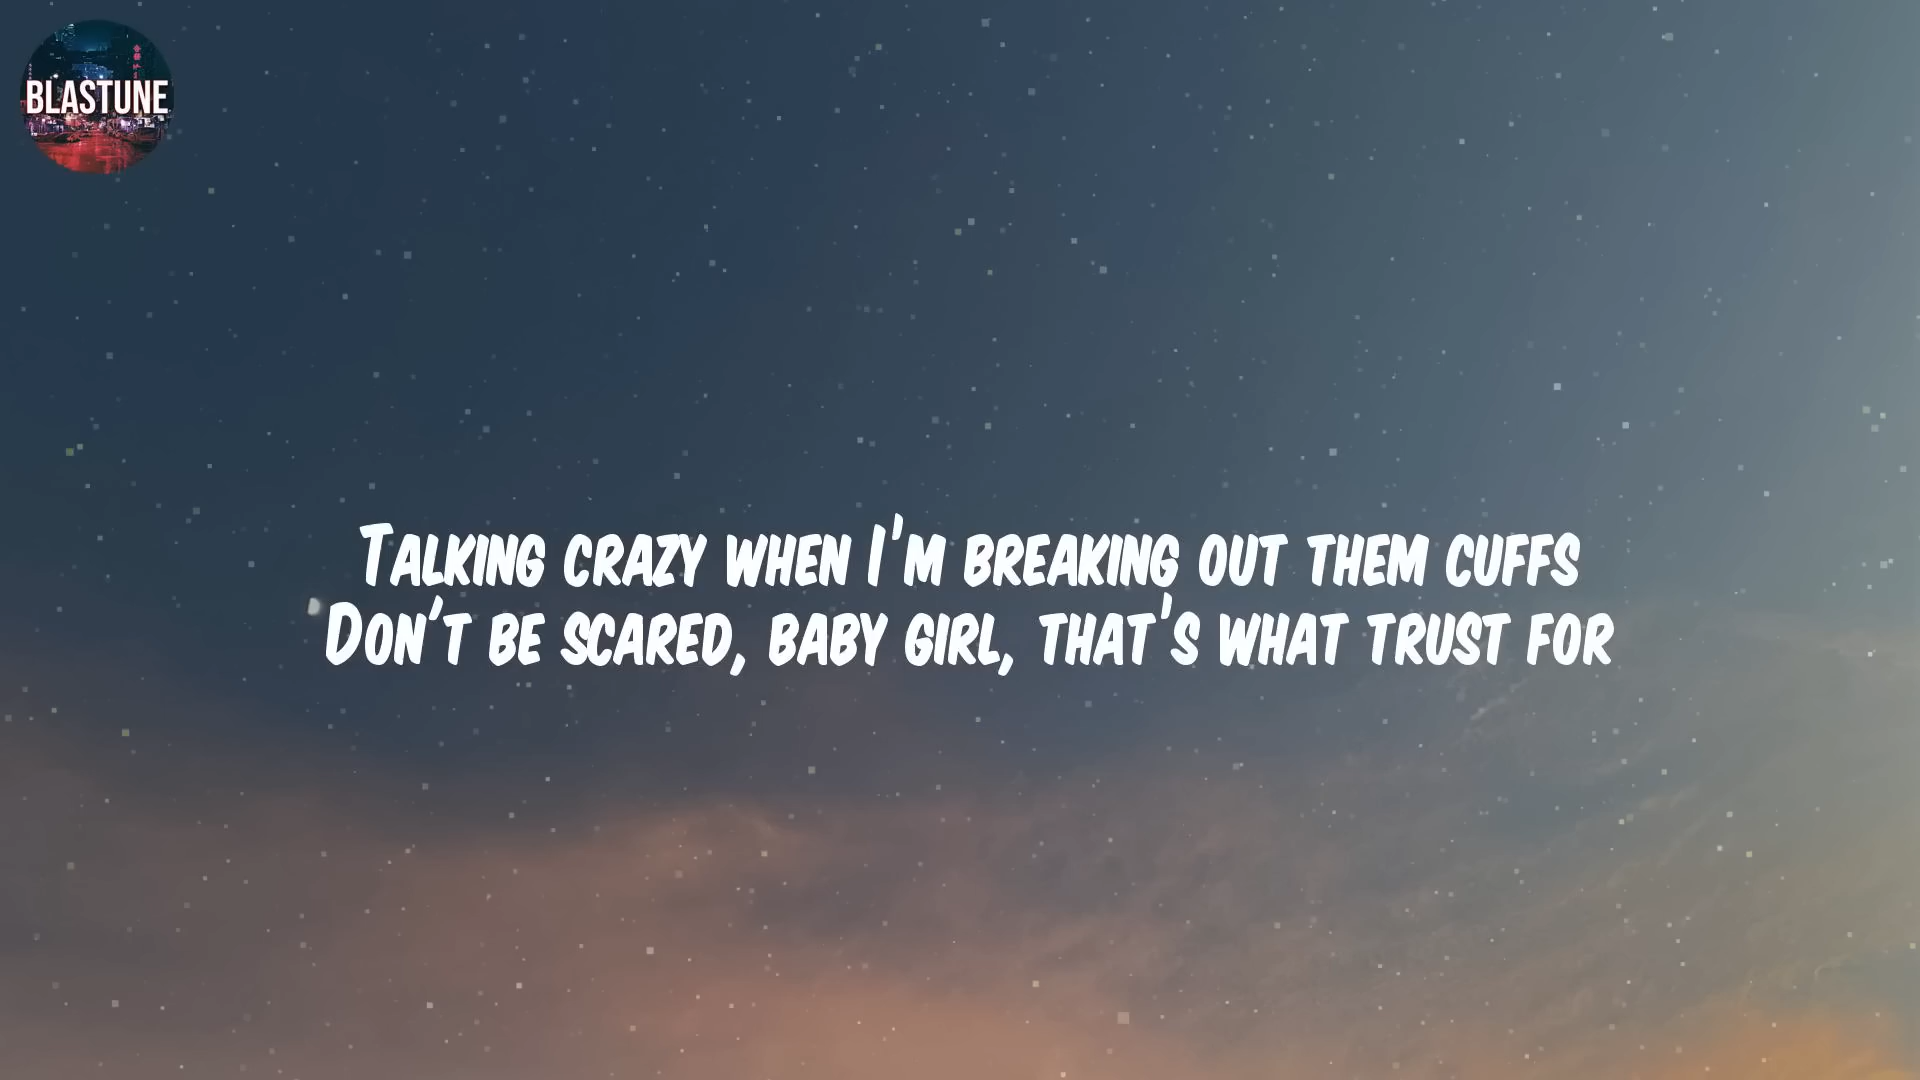 BLASTUNE
Talking crazy when I'm breaking out them cuffs
Don't be scared, baby girl, that's what trust for